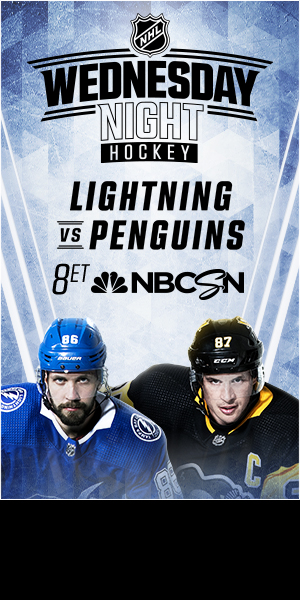 NHL
WEDNESDAY
NIGHT
HOCKEY
LIGHTNING
VS PENGUINS
8ET NBCSN
86
BAUER
87
CCM
C